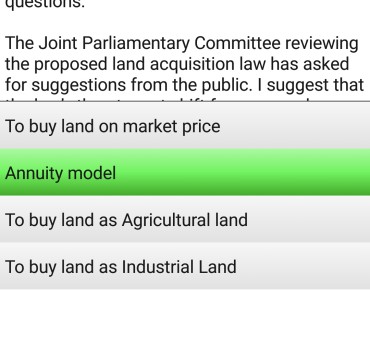 questions.
The Joint Parliamentary Committee reviewing
the proposed land acquisition law has asked
for suggestions from the public. I suggest that
To buy land on market price
Annuity model
To buy land as Agricultural land
To buy land as Industrial Land